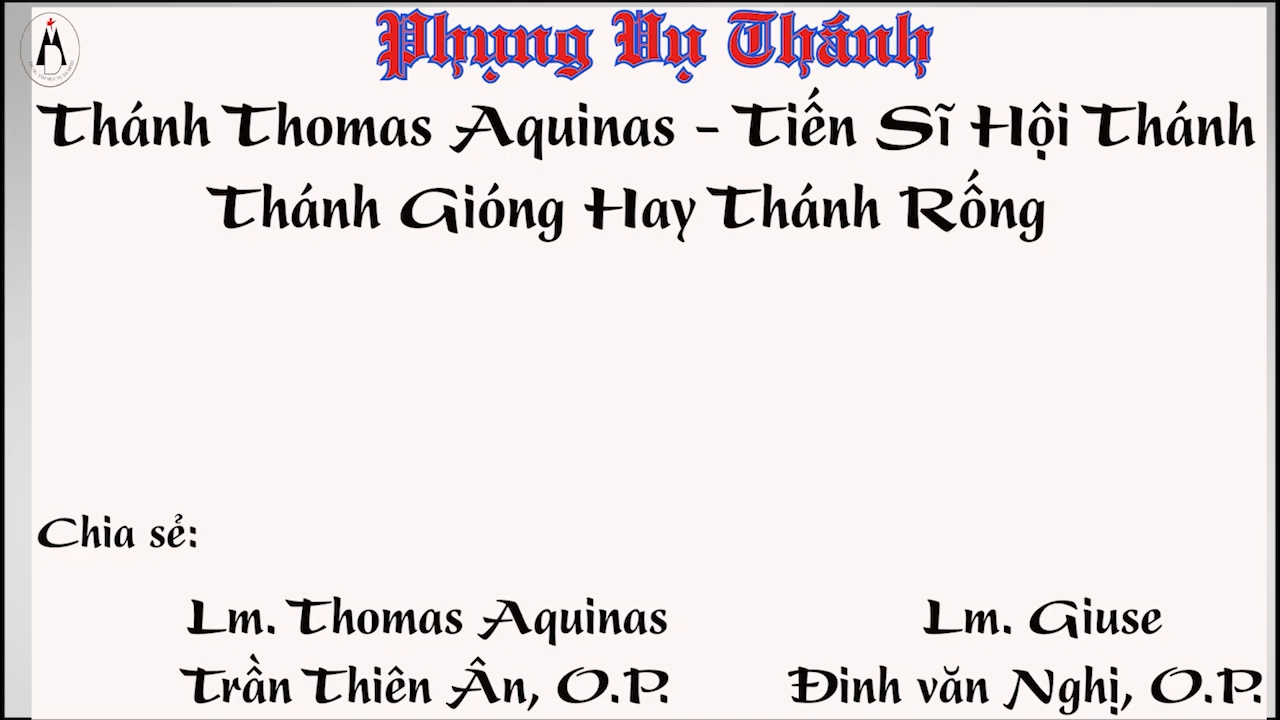 Phụng Vụ Thánh
Thánh Thomas Aquinas - Tiến Sĩ Hội Thánh
Thánh Gióng Hay Thánh Rống
Chia sẻ:
Lm. Thomas Aquinas
Trần Thiên Ân, O.P.
Lm. Giuse
Đinh văn Nghị, O.P.